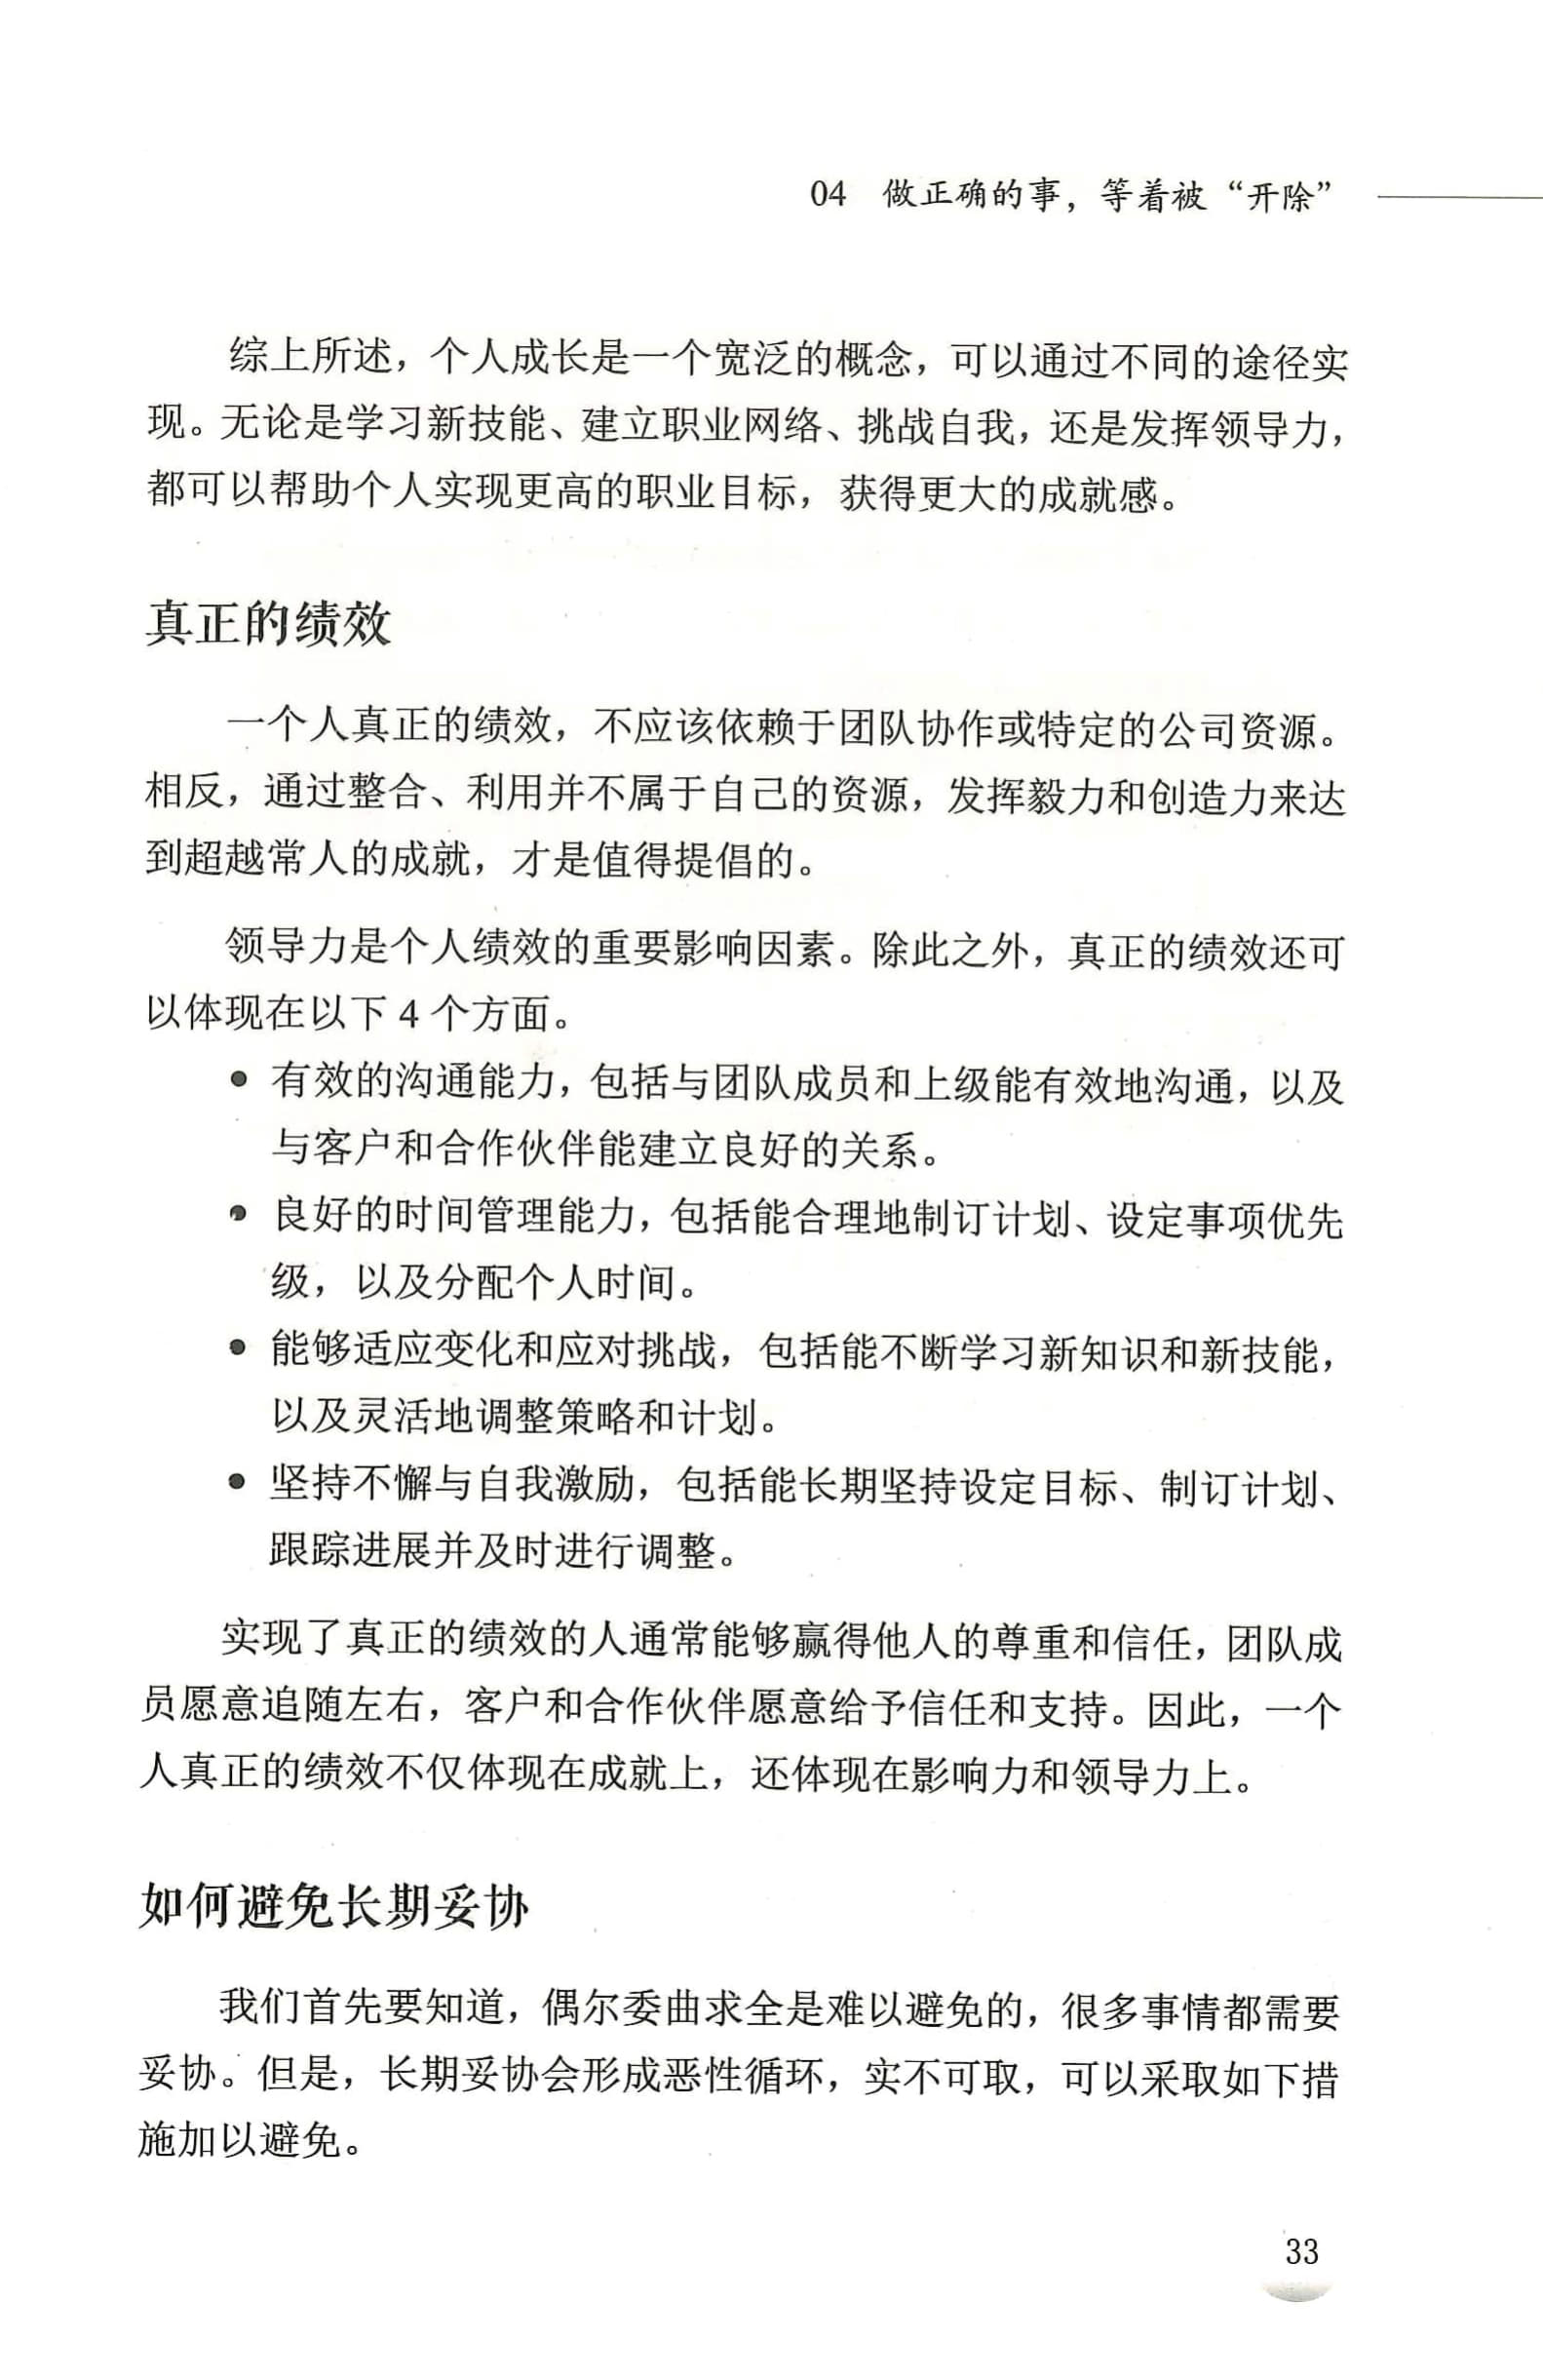 04 做正确的事，等着被“开除”
综上所述，个人成长是一个宽泛的概念，可以通过不同的途径实
现。无论是学习新技能、建立职业网络、挑战自我，还是发挥领导力，
都可以帮助个人实现更高的职业目标，获得更大的成就感。
真正的绩效
一个人真正的绩效，不应该依赖于团队协作或特定的公司资源。
相反，通过整合、利用并不属于自己的资源，发挥毅力和创造力来达
到超越常人的成就，才是值得提倡的。
领导力是个人绩效的重要影响因素。除此之外，真正的绩效还可
以体现在以下 4 个方面。
● 有效的沟通能力，包括与团队成员和上级能有效地沟通，以及
与客户和合作伙伴能建立良好的关系。
● 良好的时间管理能力，包括能合理地制订计划、设定事项优先
级，以及分配个人时间。
● 能够适应变化和应对挑战，包括能不断学习新知识和新技能，
以及灵活地调整策略和计划。
● 坚持不懈与自我激励，包括能长期坚持设定目标、制订计划、
跟踪进展并及时进行调整。
实现了真正的绩效的人通常能够赢得他人的尊重和信任，团队成
员愿意追随左右，客户和合作伙伴愿意给予信任和支持。因此，一个
人真正的绩效不仅体现在成就上，还体现在影响力和领导力上。
如何避免长期妥协
我们首先要知道，偶尔委曲求全是难以避免的，很多事情都需要
妥协。但是，长期妥协会形成恶性循环，实不可取，可以采取如下措
施加以避免。
33